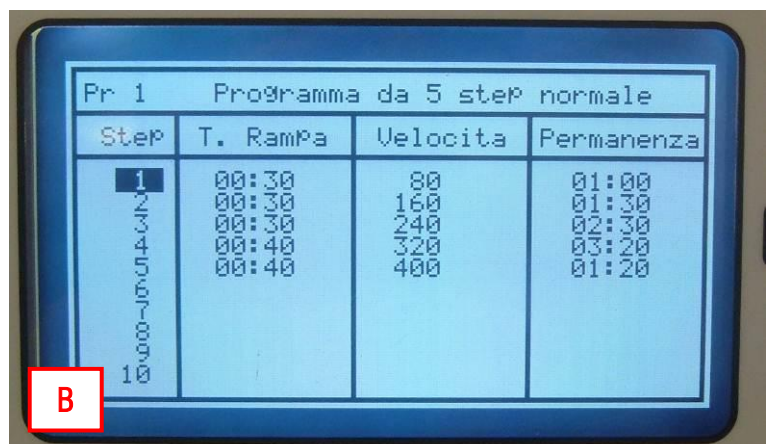 Pr 1 Programma da 5 step normale
Step T. Rampa Velocita Permanenza
1 00:30 80 01:00
2 00:30 160 01:30
3 00:30 240 02:30
4 00:40 320 03:20
5 00:40 400 01:20
6
7
8
9
10
B